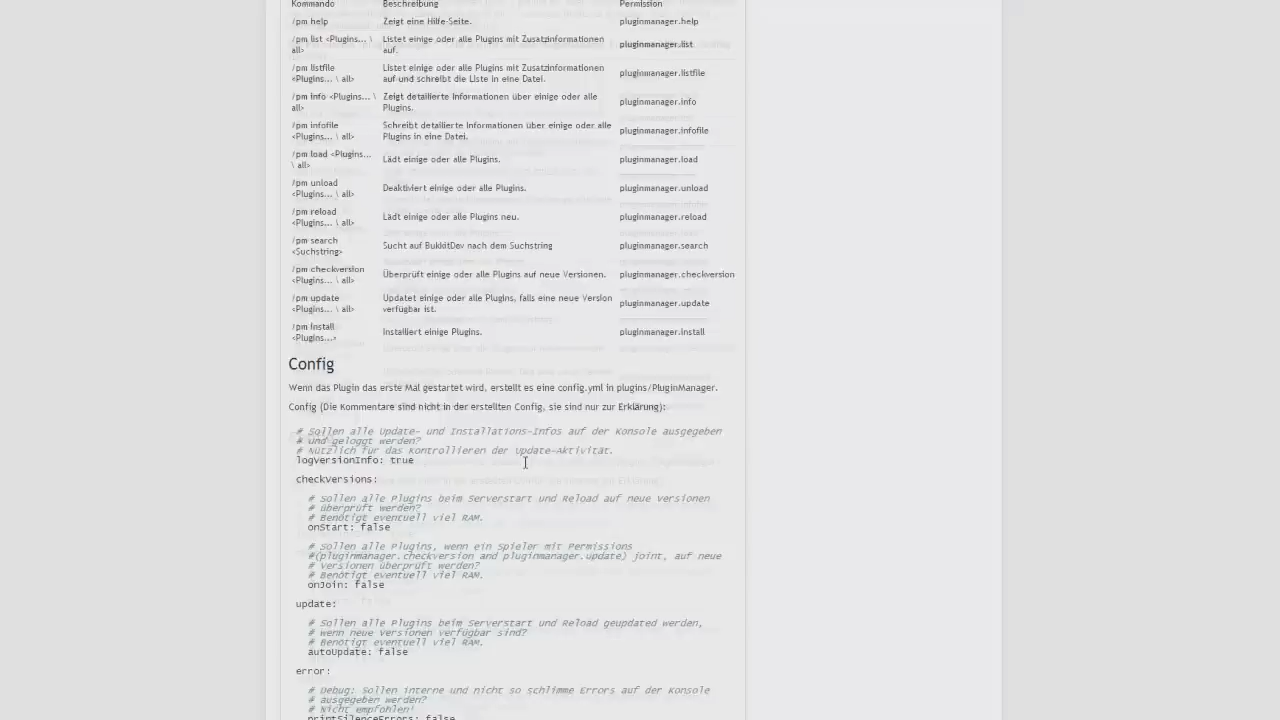 Kommando Beschreibung Permission
/pm help Zeigt eine Hilfe-Seite. pluginmanager.help
/pm list <Plugins... \ Listet einige oder alle Plugins mit Zusatzinformationen
all> auf. pluginmanager.list
/pm listfile Listet einige oder alle Plugins mit Zusatzinformationen
<Plugins... \ all> auf und schreibt die Liste in eine Datei. pluginmanager.listfile
/pm info <Plugins... \ Zeigt detailierte Informationen über einige oder alle
all> Plugins. pluginmanager.info
/pm infofile Schreibt detailierte Informationen über einige oder alle
<Plugins... \ all> Plugins in eine Datei. pluginmanager.infofile
/pm load <Plugins...
\ all> Lädt einige oder alle Plugins. pluginmanager.load
/pm unload
<Plugins... \ all> Deaktiviert einige oder alle Plugins. pluginmanager.unload
/pm reload
<Plugins... \ all> Lädt einige oder alle Plugins neu. pluginmanager.reload
/pm search
<Suchstring> Sucht auf BukkitDev nach dem Suchstring pluginmanager.search
/pm checkversion
<Plugins... \ all> Überprüft einige oder alle Plugins auf neue Versionen. pluginmanager.checkversion
/pm update Updatet einige oder alle Plugins, falls eine neue Version
<Plugins... \ all> verfügbar ist. pluginmanager.update
/pm install
<Plugins...> Installiert einige Plugins. pluginmanager.install
Config
Wenn das Plugin das erste Mal gestartet wird, erstellt es eine config.yml in plugins/PluginManager.
Config (Die Kommentare sind nicht in der erstellten Config, sie sind nur zur Erklärung):
# Sollen alle Update- und Installations-Infos auf der Konsole ausgegeben
# und geloggt werden?
# Nützlich für das Kontrollieren der Update-Aktivität.
logVersionInfo: true
checkversions:
# Sollen alle Plugins beim Serverstart und Reload auf neue Versionen
# überprüft werden?
# Benötigt eventuell viel RAM.
onStart: false
# Sollen alle Plugins, wenn ein Spieler mit Permissions
#(pluginmanager.checkversion and pluginmanager.update) joint, auf neue
# Versionen überprüft werden?
# Benötigt eventuell viel RAM.
onJoin: false
update:
# Sollen alle Plugins beim Serverstart und Reload geupdated werden,
# wenn neue Versionen verfügbar sind?
# Benötigt eventuell viel RAM.
autoUpdate: false
error:
# Debug: Sollen interne und nicht so schlimme Errors auf der Konsole
# ausgegeben werden?
# Nicht empfohlen!
printSilenceErrors: false